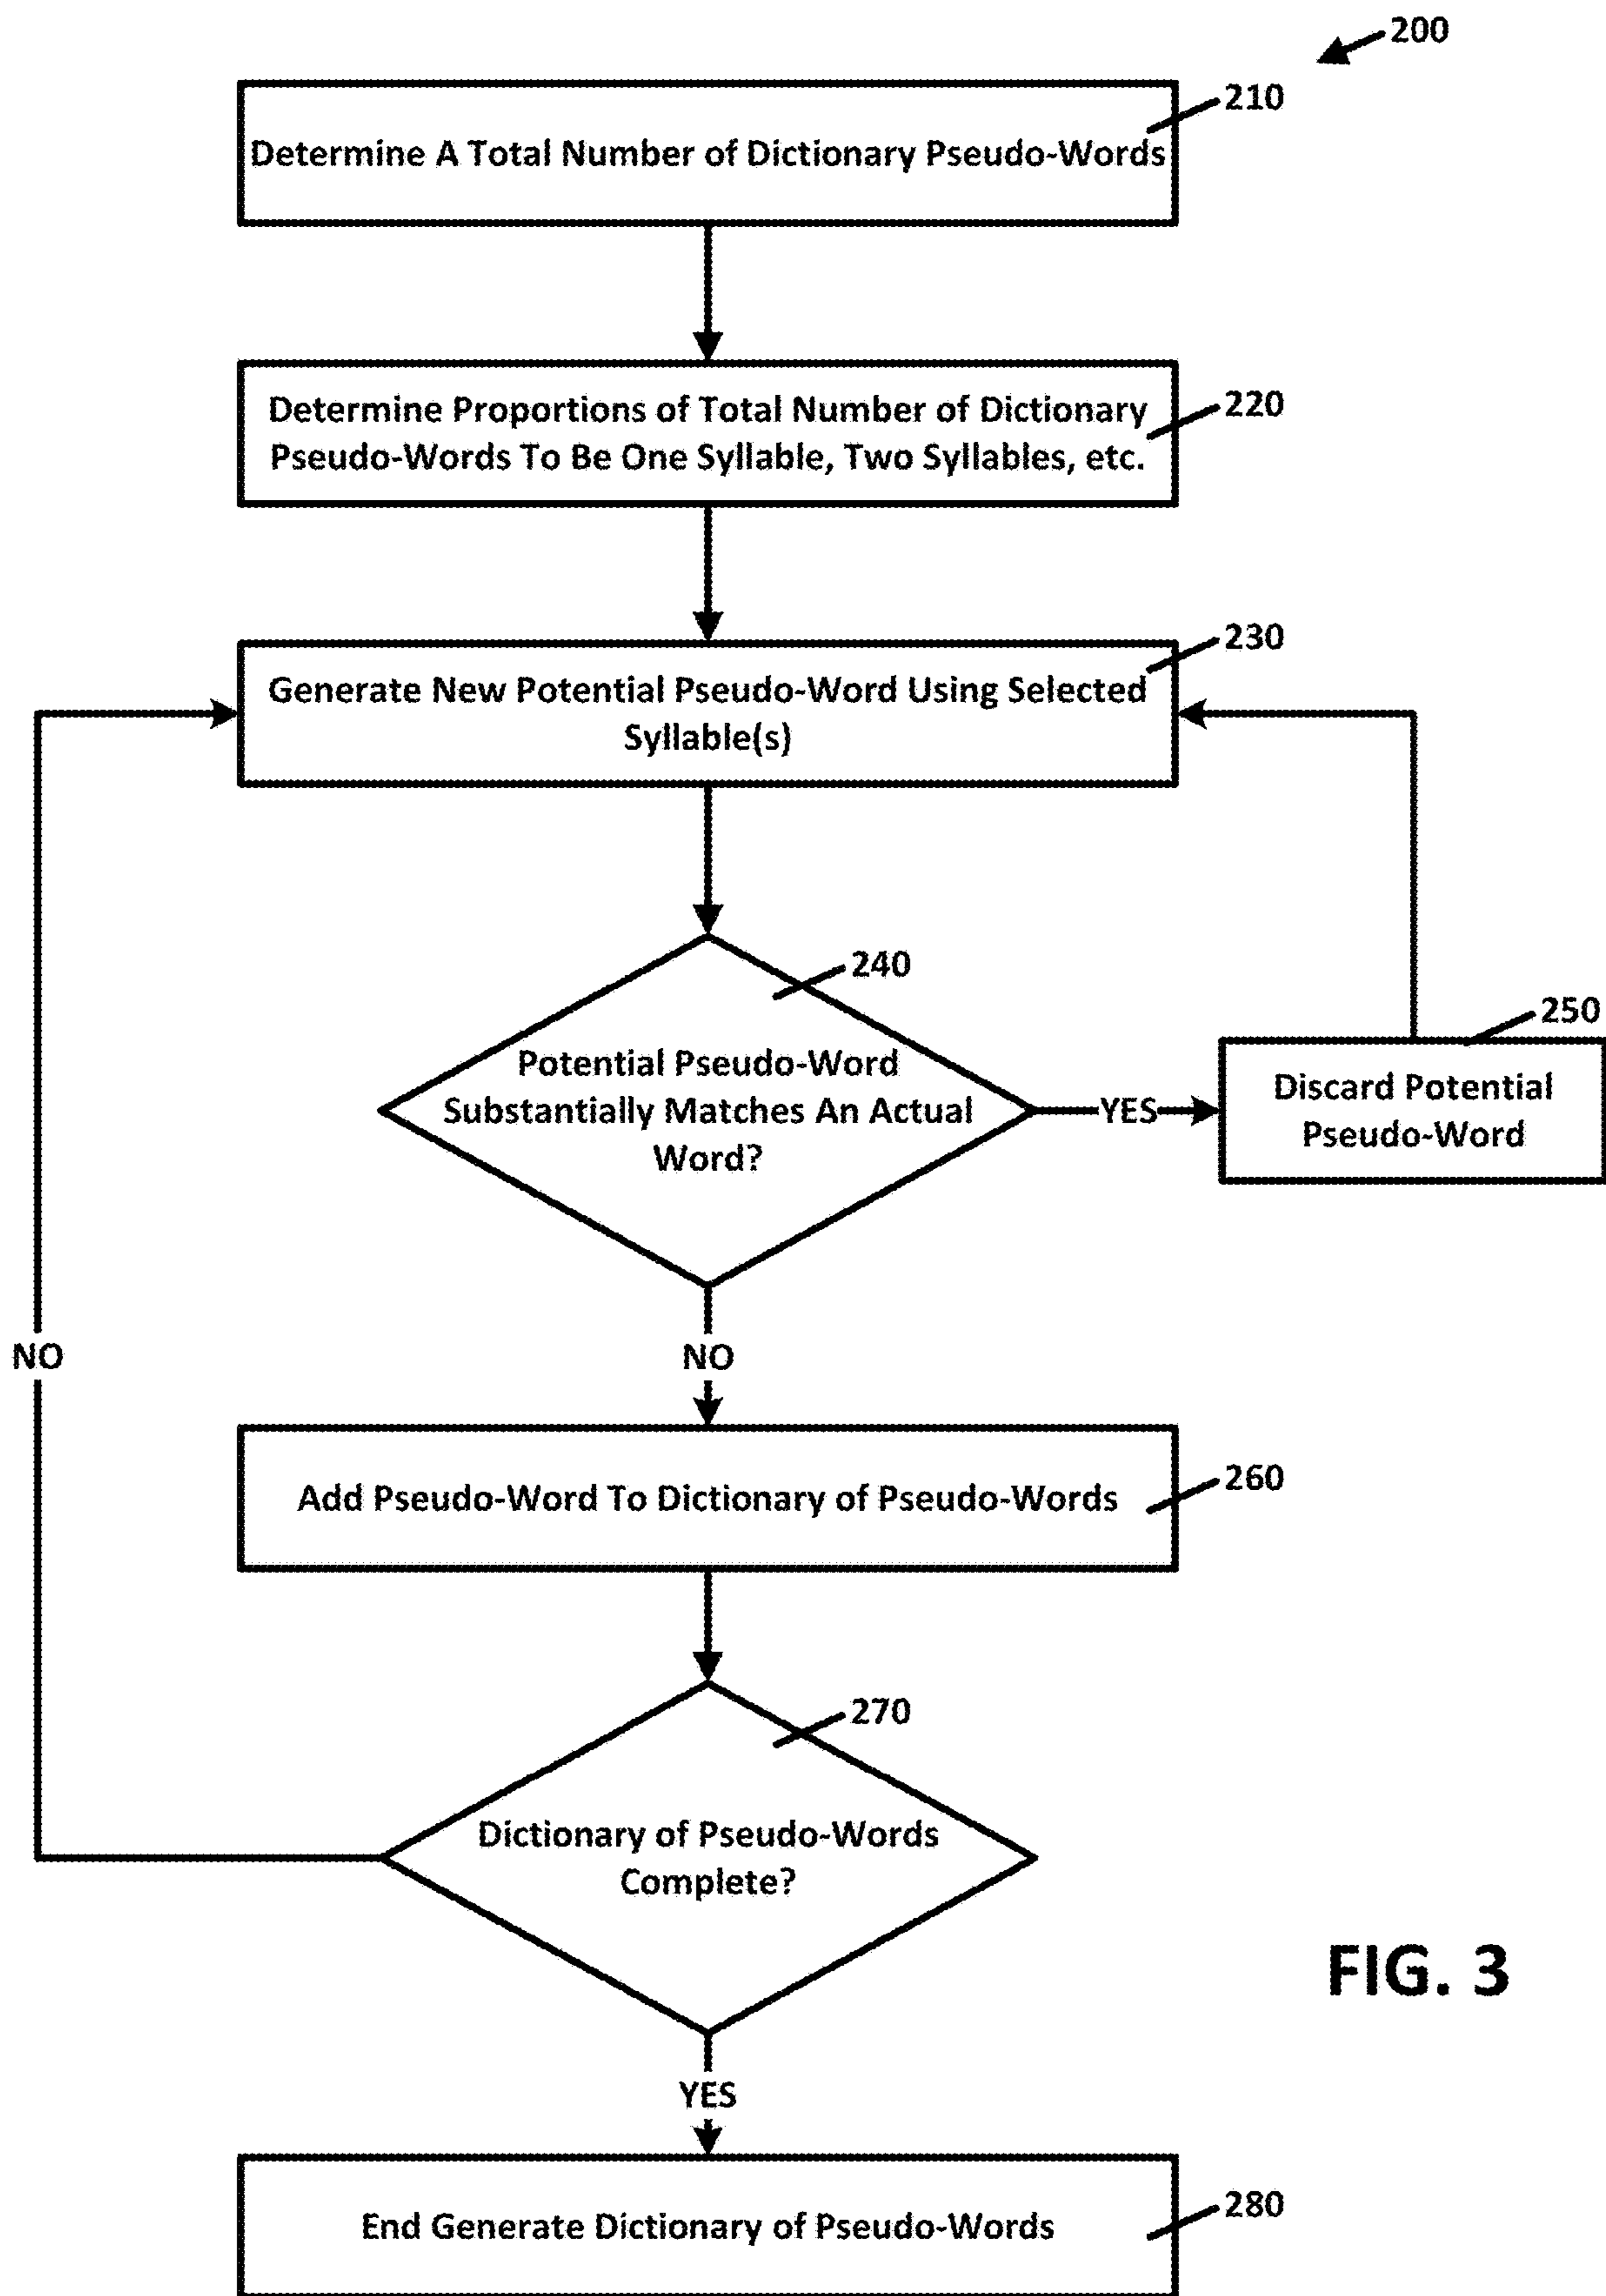 200
210
Determine A Total Number of Dictionary Pseudo-Words
220
Determine Proportions of Total Number of Dictionary
Pseudo-Words To Be One Syllable, Two Syllables, etc.
230
Generate New Potential Pseudo-Word Using Selected
Syllable(s)
240
Potential Pseudo-Word
Substantially Matches An Actual
Word?
YES
250
Discard Potential
Pseudo-Word
NO
NO
260
Add Pseudo-Word To Dictionary of Pseudo-Words
270
Dictionary of Pseudo-Words
Complete?
FIG. 3
YES
280
End Generate Dictionary of Pseudo-Words